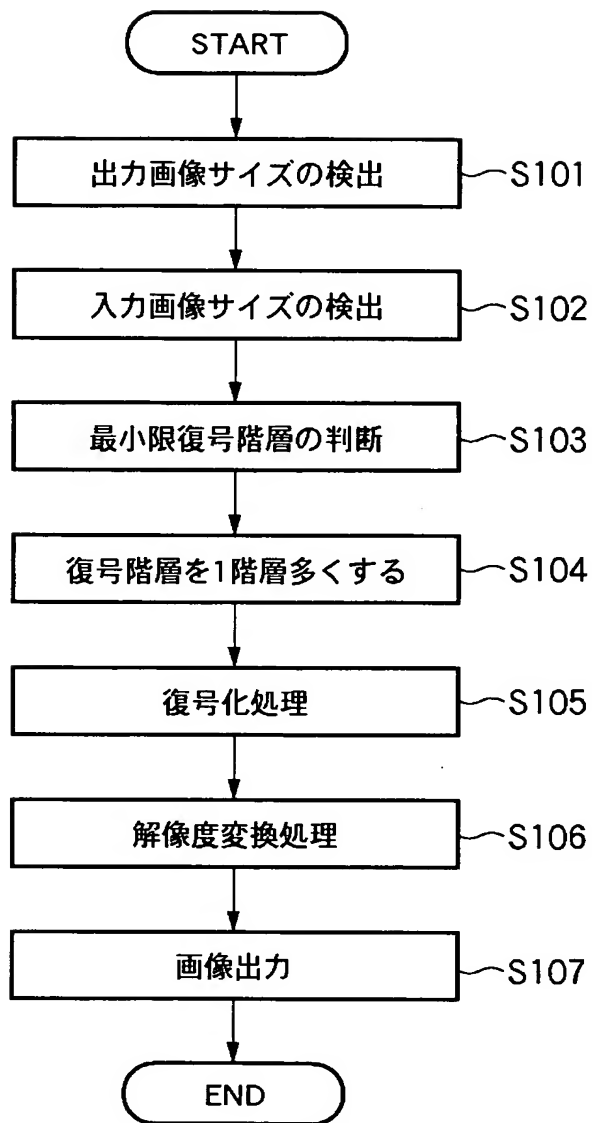 START
出力画像サイズの検出 S101
入力画像サイズの検出 S102
最小限復号階層の判断 S103
復号階層を1階層多くする S104
復号化処理 S105
解像度変換処理 S106
画像出力 S107
END